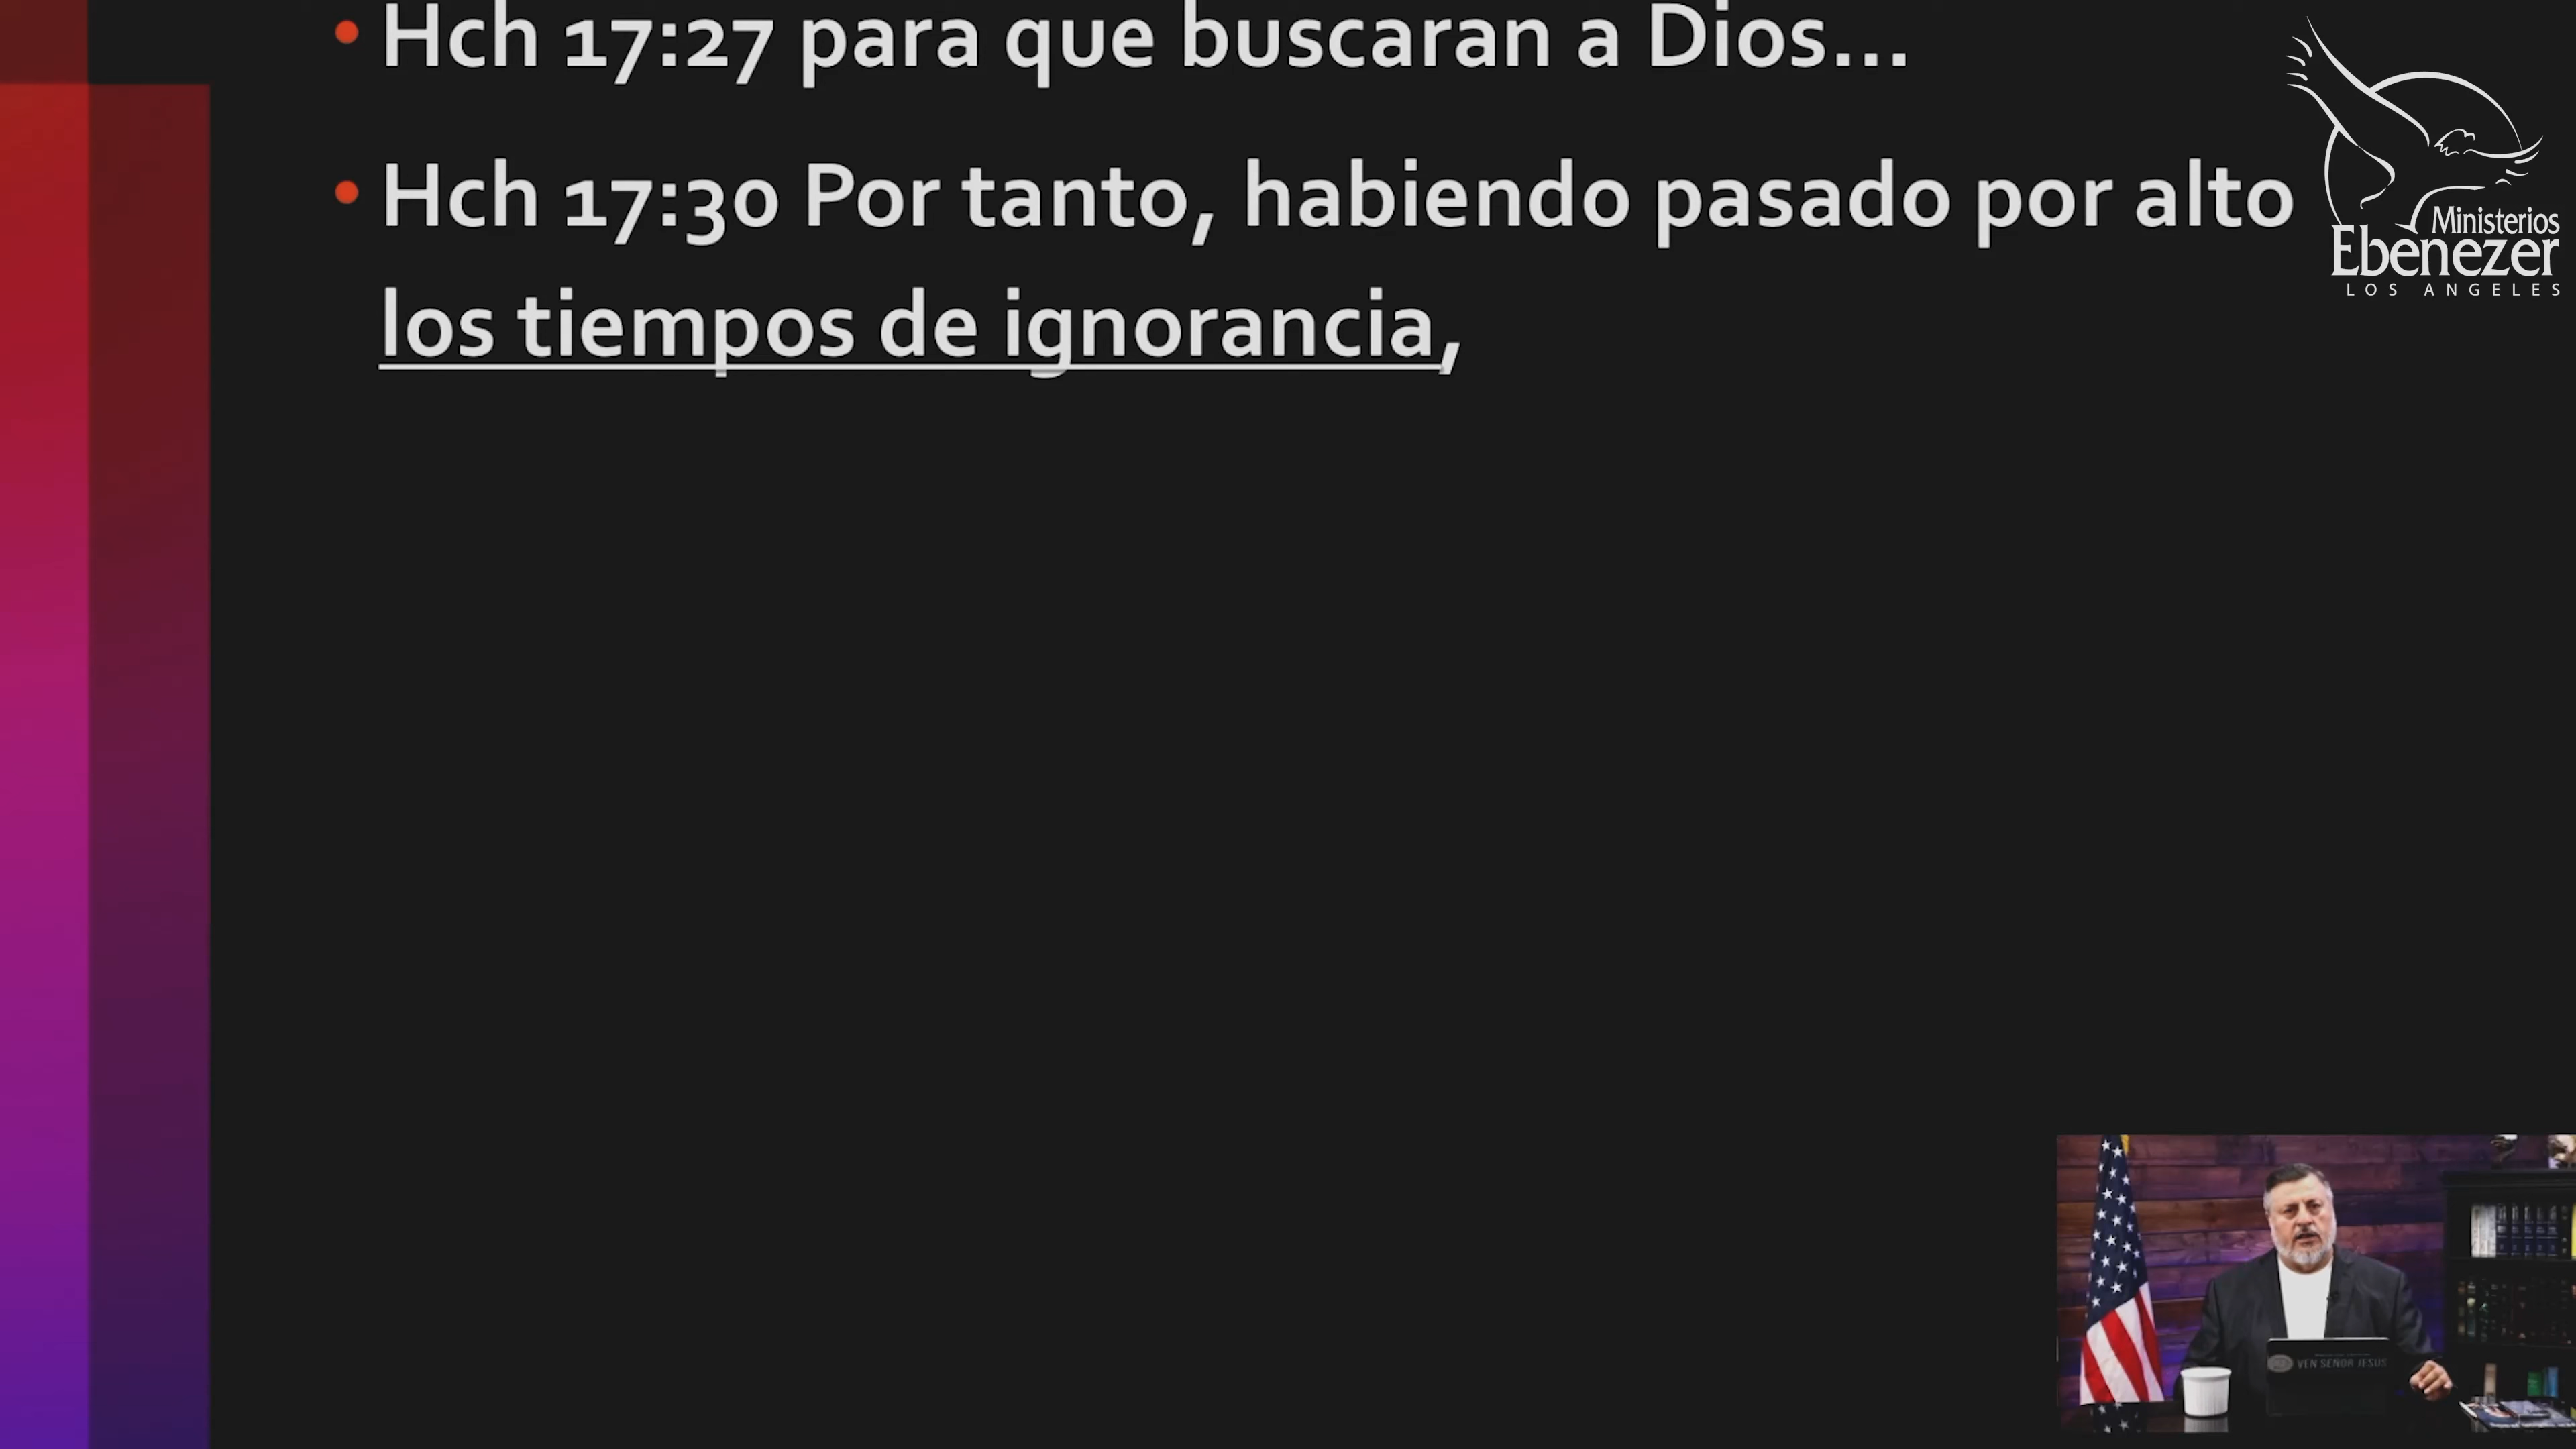 • Hch 17:27 para que buscaran a Dios...
• Hch 17:30 Por tanto, habiendo pasado por alto
los tiempos de ignorancia,
Ministerios
Ebenezer
LOS ANGELES
VEN SEÑOR JESUS